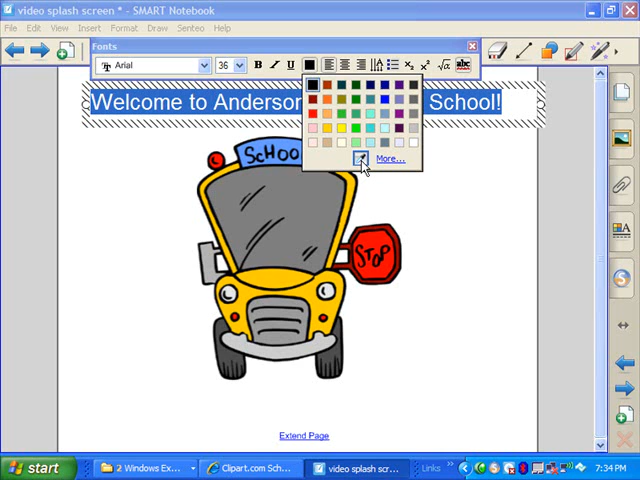 video splash screen * - SMART Notebook
File Edit View Insert Format Draw Senteo Help
Fonts
Arial 36 B I U
Welcome to Anderson School!
More...
SCHOO
STOP
Extend Page
start 2 Windows Ex... Clipart.com Sch... video splash scr... Links 7:34 PM